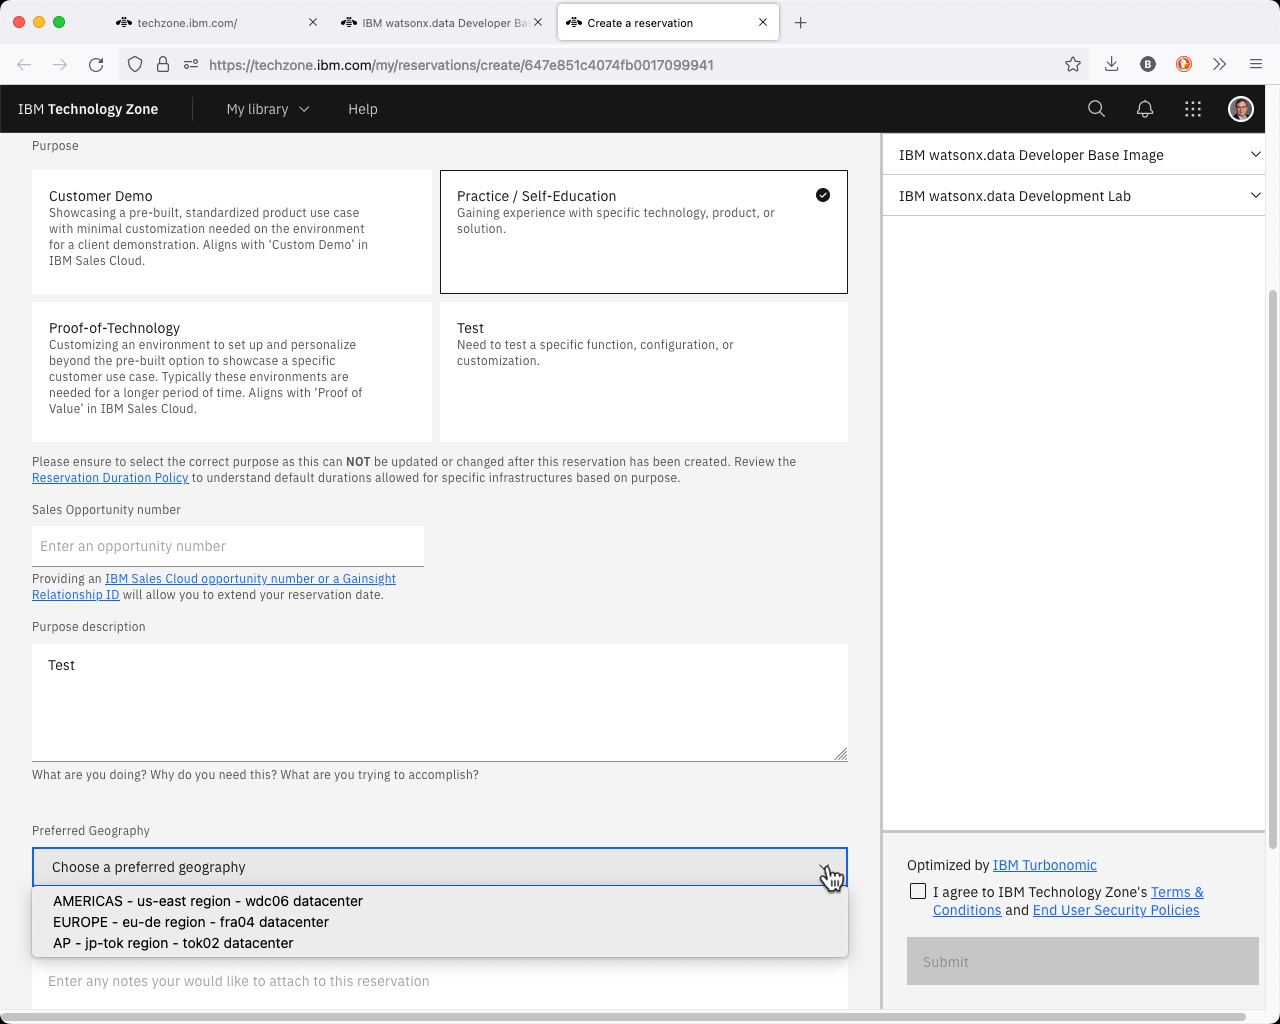 techzone.ibm.com/
IBM watsonx.data Developer Ba
Create a reservation
https://techzone.ibm.com/my/reservations/create/647e851c4074fb0017099941
B
IBM Technology Zone
My library
Help
Purpose
Customer Demo
Showcasing a pre-built, standardized product use case
with minimal customization needed on the environment
for a client demonstration. Aligns with ‘Custom Demo’ in
IBM Sales Cloud.
Practice / Self-Education
Gaining experience with specific technology, product, or
solution.
Proof-of-Technology
Customizing an environment to set up and personalize
beyond the pre-built option to showcase a specific
customer use case. Typically these environments are
needed for a longer period of time. Aligns with ‘Proof of
Value’ in IBM Sales Cloud.
Test
Need to test a specific function, configuration, or
customization.
Please ensure to select the correct purpose as this can NOT be updated or changed after this reservation has been created. Review the
Reservation Duration Policy to understand default durations allowed for specific infrastructures based on purpose.
Sales Opportunity number
Enter an opportunity number
Providing an IBM Sales Cloud opportunity number or a Gainsight
Relationship ID will allow you to extend your reservation date.
Purpose description
Test
What are you doing? Why do you need this? What are you trying to accomplish?
Preferred Geography
Choose a preferred geography
AMERICAS - us-east region - wdc06 datacenter
EUROPE - eu-de region - fra04 datacenter
AP - jp-tok region - tok02 datacenter
Enter any notes your would like to attach to this reservation
IBM watsonx.data Developer Base Image
IBM watsonx.data Development Lab
Optimized by IBM Turbonomic
I agree to IBM Technology Zone's Terms &
Conditions and End User Security Policies
Submit